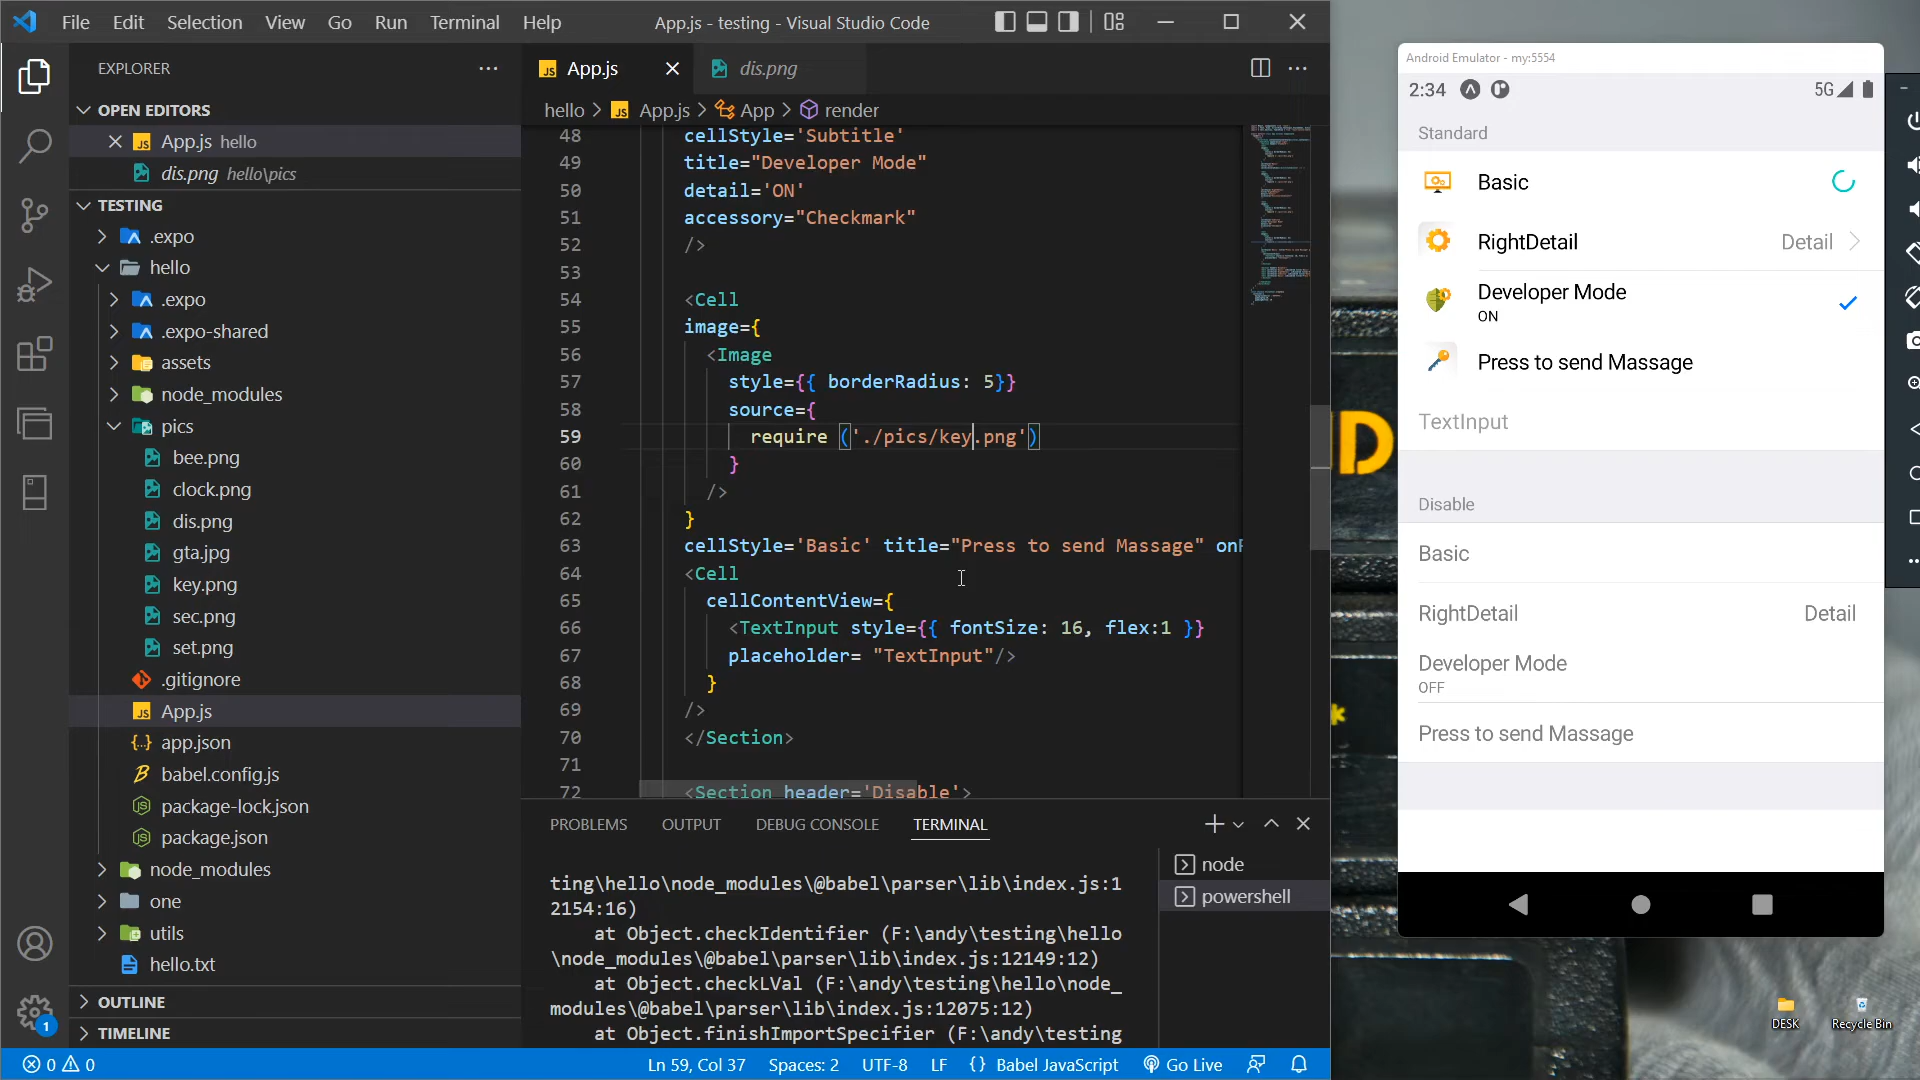 File Edit Selection View Go Run Terminal Help
App.js - testing - Visual Studio Code
EXPLORER
OPEN EDITORS
App.js hello
dis.png hello\pics
TESTING
.expo
hello
.expo
.expo-shared
assets
node_modules
pics
bee.png
clock.png
dis.png
gta.jpg
key.png
sec.png
set.png
.gitignore
App.js
app.json
babel.config.js
package-lock.json
package.json
node_modules
one
utils
hello.txt
OUTLINE
TIMELINE
App.js
dis.png
hello > App.js > App > render
48 cellStyle='Subtitle'
49 title="Developer Mode"
50 detail='ON'
51 accessory="Checkmark"
52 />
53
54 <Cell
55 image={
56 <Image
57 style={{ borderRadius: 5}}
58 source={
59 require ('./pics/key.png')
60 }
61 />
62 }
63 cellStyle='Basic' title="Press to send Massage"
64 <Cell
65 cellContentView={
66 <TextInput style={{ fontSize: 16, flex:1 }}
67 placeholder= "TextInput"/>
68 }
69 />
70 </Section>
71
72 <Section header='Disable'>
PROBLEMS OUTPUT DEBUG CONSOLE TERMINAL
ting\hello\node_modules\@babel\parser\lib\index.js:1
2154:16)
at Object.checkIdentifier (F:\andy\testing\hello
\node_modules\@babel\parser\lib\index.js:12149:12)
at Object.checkLVal (F:\andy\testing\hello\node_
modules\@babel\parser\lib\index.js:12075:12)
at Object.finishImportSpecifier (F:\andy\testing
node
powershell
1
0 0
Ln 59, Col 37
Spaces: 2
UTF-8
LF
{} Babel JavaScript
Go Live
Android Emulator - my:5554
2:34
5G
Standard
Basic
RightDetail Detail
Developer Mode
ON
Press to send Massage
TextInput
Disable
Basic
RightDetail Detail
Developer Mode
OFF
Press to send Massage
D
DESK
Recycle Bin